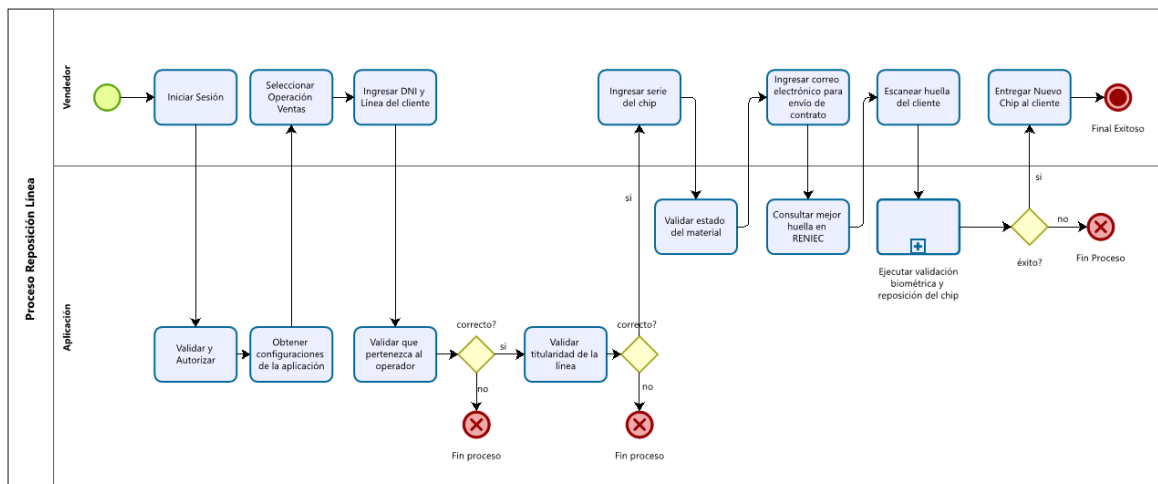 Proceso Reposición Línea
Vendedor
Iniciar Sesión
Seleccionar
Operación
Ventas
Ingresar DNI y
Línea del cliente
Ingresar serie
del chip
Ingresar correo
electrónico para
envío de
contrato
Escanear huella
del cliente
Entregar Nuevo
Chip al cliente
Final Exitoso
Aplicación
Validar y
Autorizar
Obtener
configuraciones
de la aplicación
Validar que
pertenezca al
operador
correcto?
sí
no
Fin proceso
Validar
titularidad de la
línea
correcto?
sí
no
Fin proceso
Validar estado
del material
Consultar mejor
huella en
RENIEC
Ejecutar validación
biométrica y
reposición del chip
éxito?
si
no
Fin Proceso